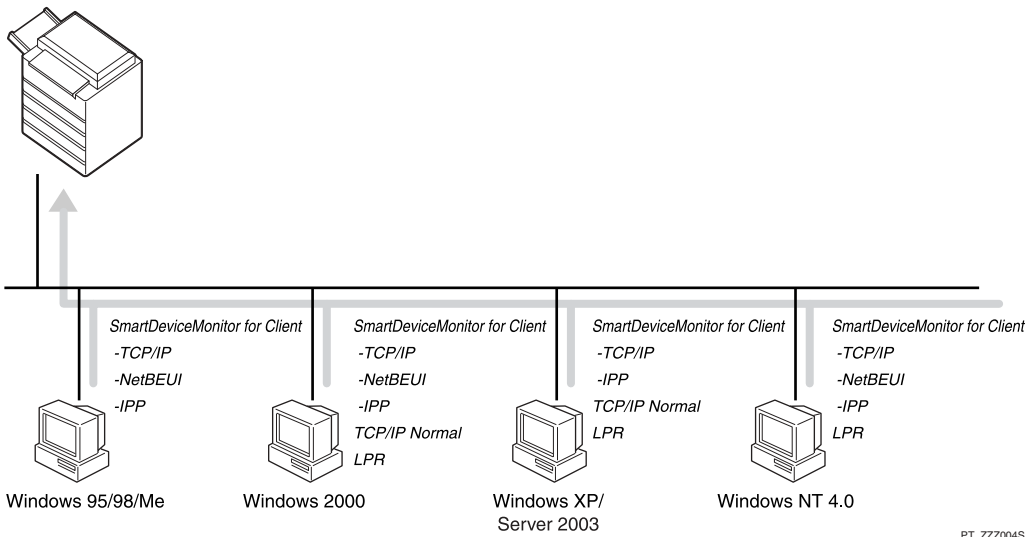 SmartDeviceMonitor for Client
-TCP/IP
-NetBEUI
-IPP
Windows 95/98/Me
SmartDeviceMonitor for Client
-TCP/IP
-NetBEUI
-IPP
TCP/IP Normal
LPR
Windows 2000
SmartDeviceMonitor for Client
-TCP/IP
-IPP
TCP/IP Normal
LPR
Windows XP/
Server 2003
SmartDeviceMonitor for Client
-TCP/IP
-NetBEUI
-IPP
LPR
Windows NT 4.0
PT_ZZZ004S